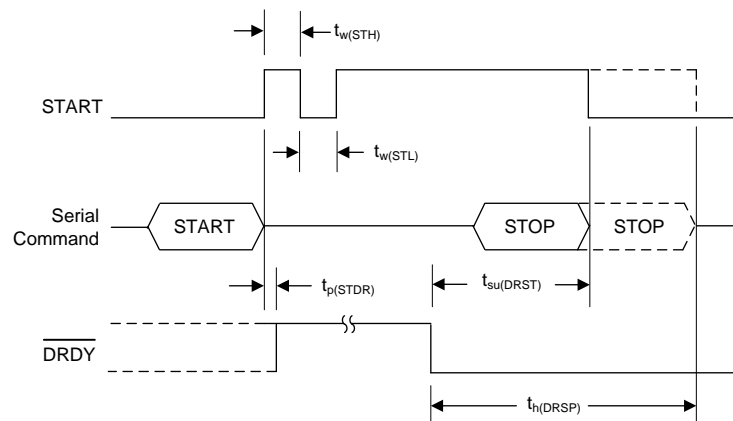 tw(STH)
START
tw(STL)
Serial
Command
START
STOP
STOP
tp(STDR)
tsu(DRST)
DRDY
th(DRSP)